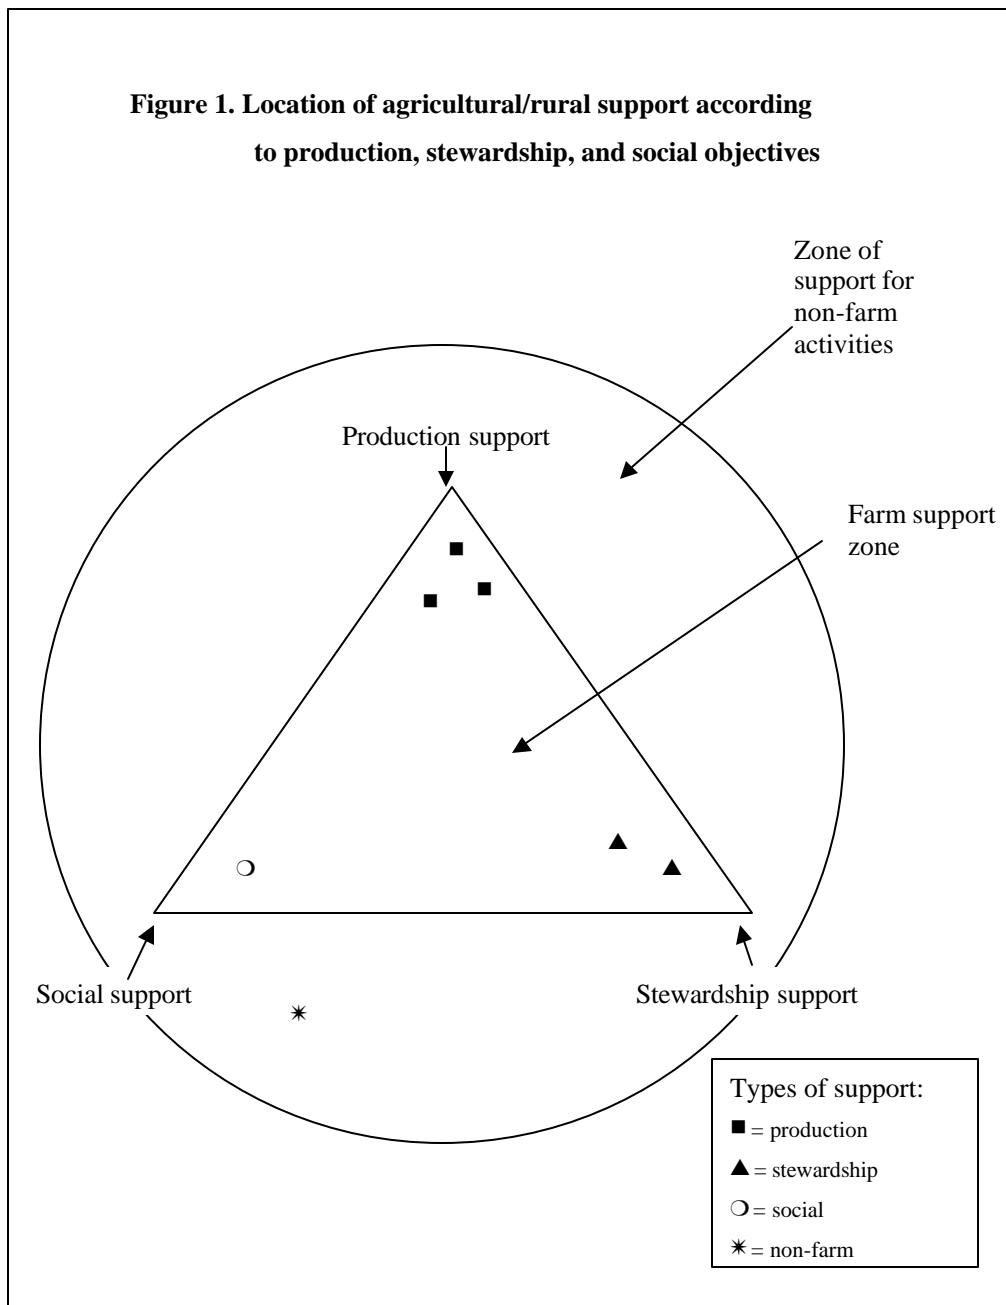 Figure 1. Location of agricultural/rural support according
to production, stewardship, and social objectives
Zone of
support for
non-farm
activities
Production support
Farm support
zone
Social support
Stewardship support
Types of support:
■ = production
▲ = stewardship
❍ = social
✴ = non-farm